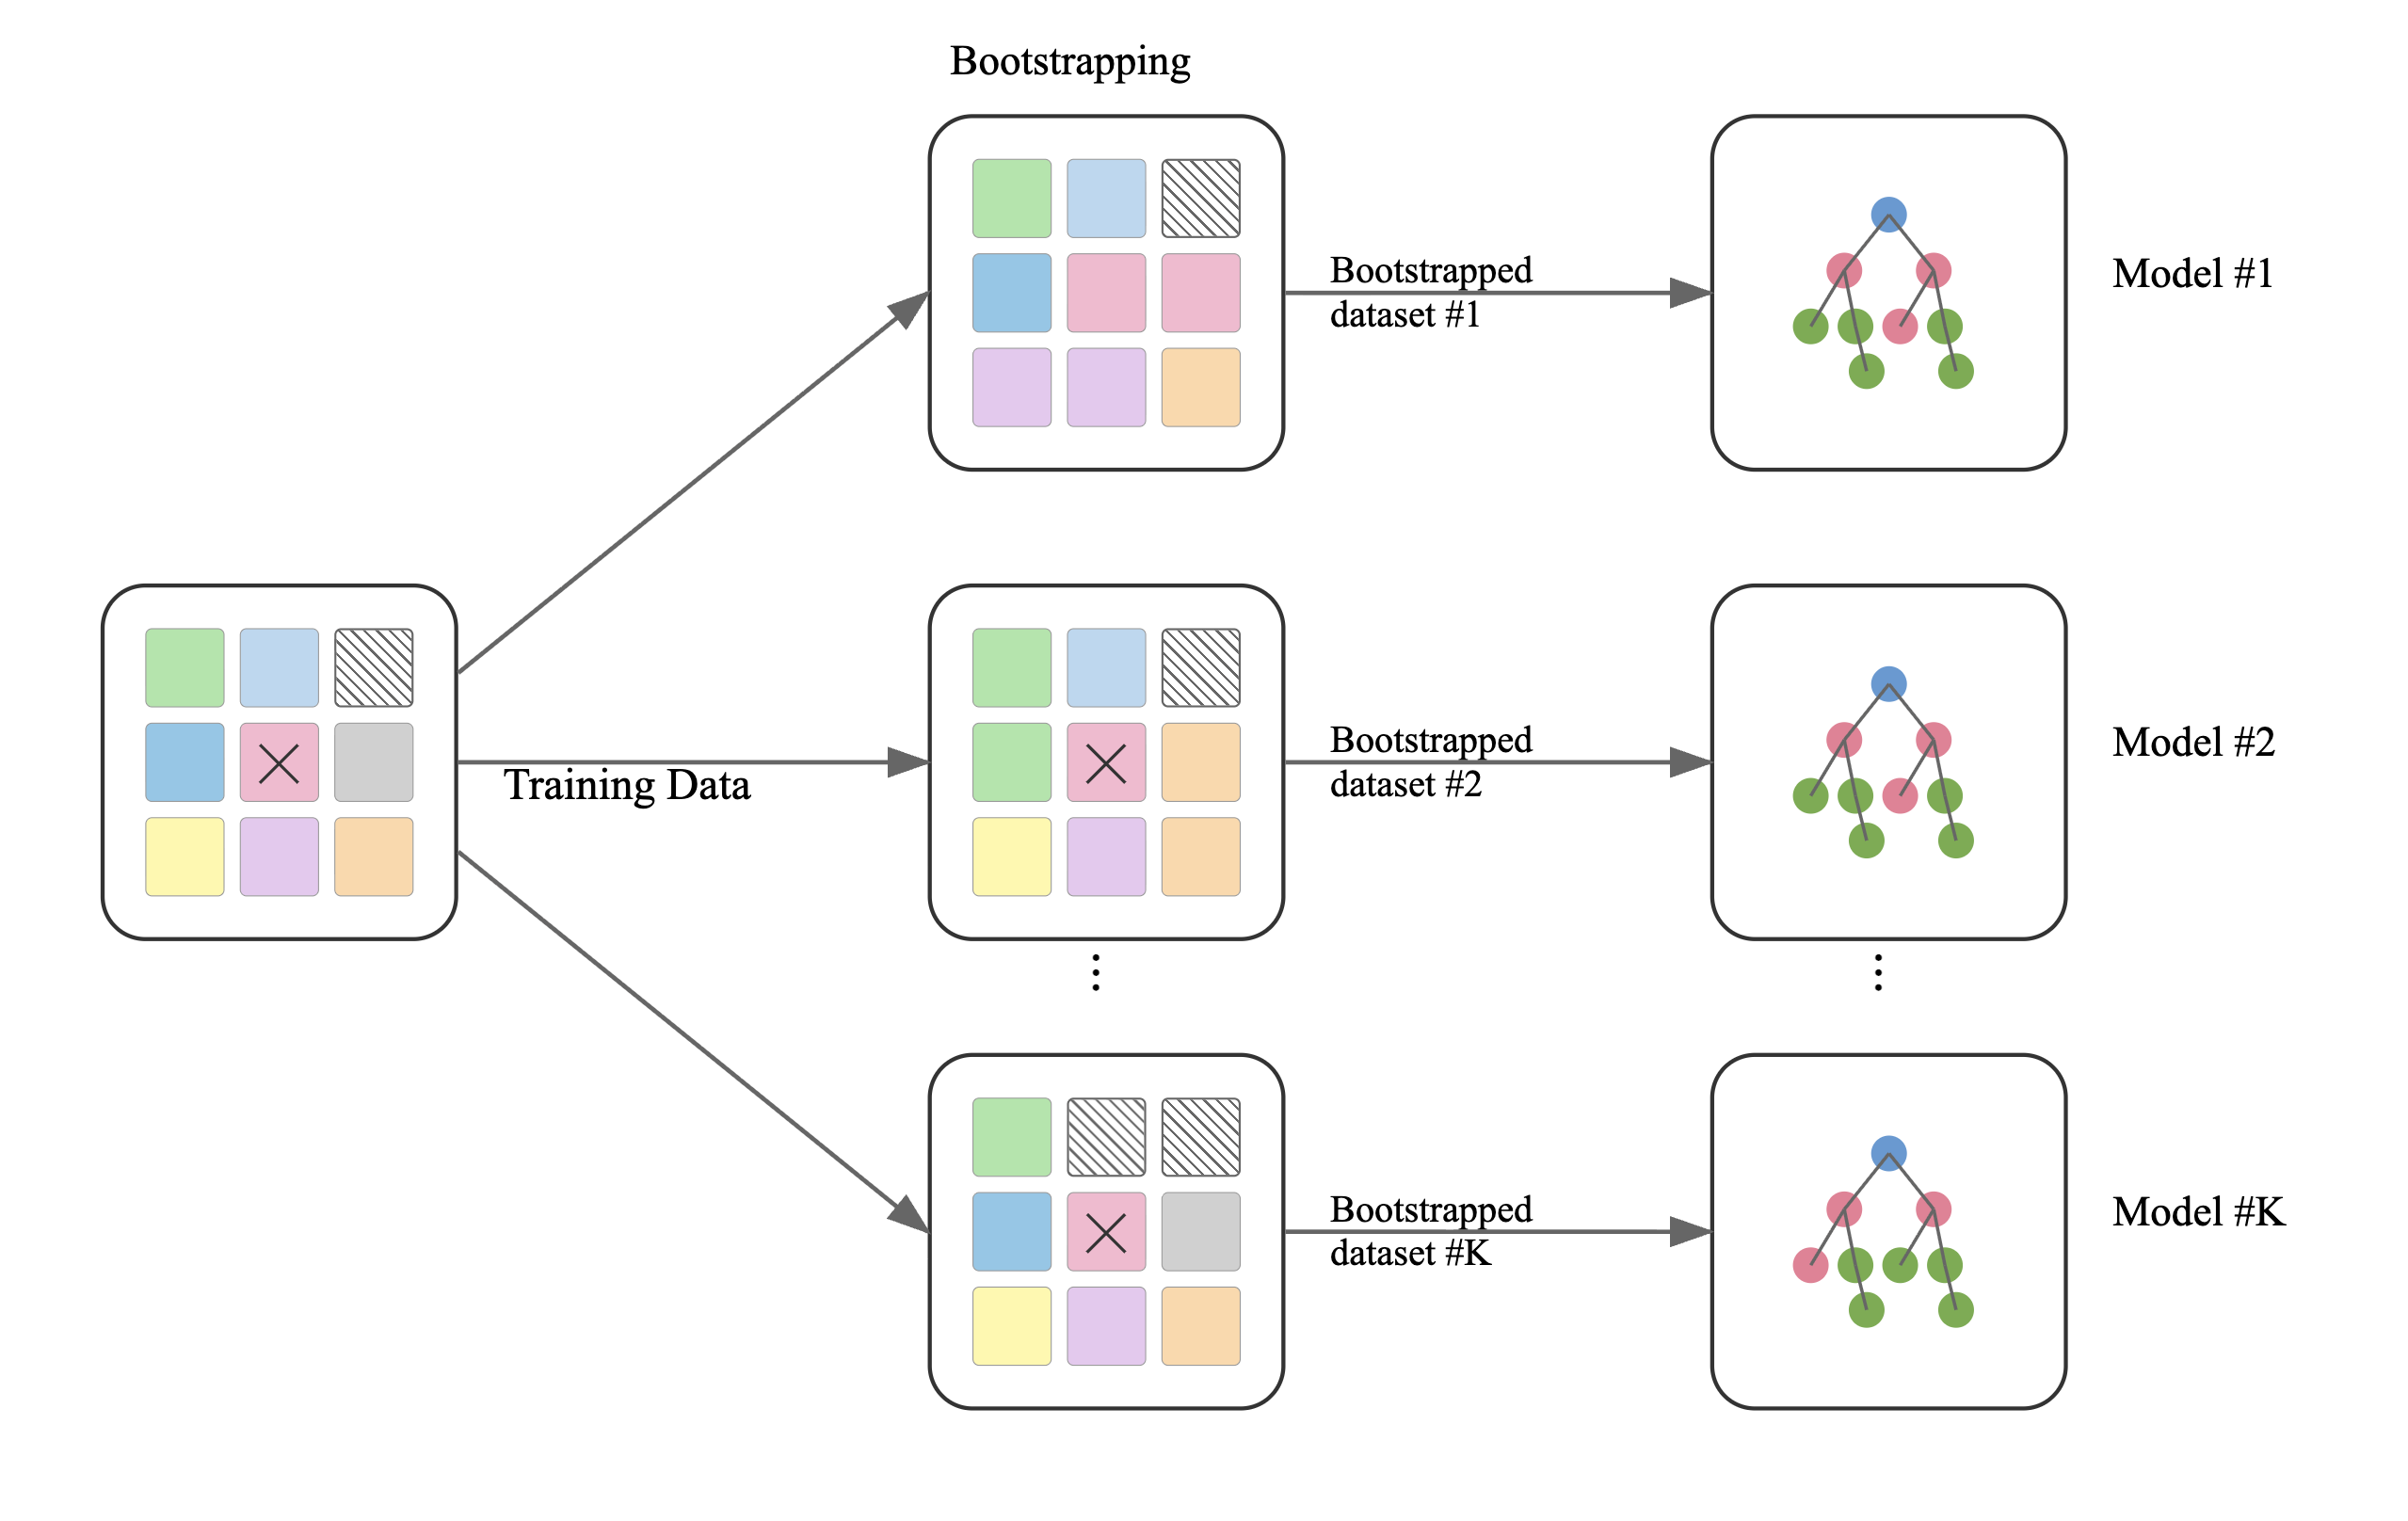 Bootstrapping
Bootstrapped
dataset #1
Model #1
Training Data
Bootstrapped
dataset #2
Model #2
Bootstrapped
dataset #K
Model #K